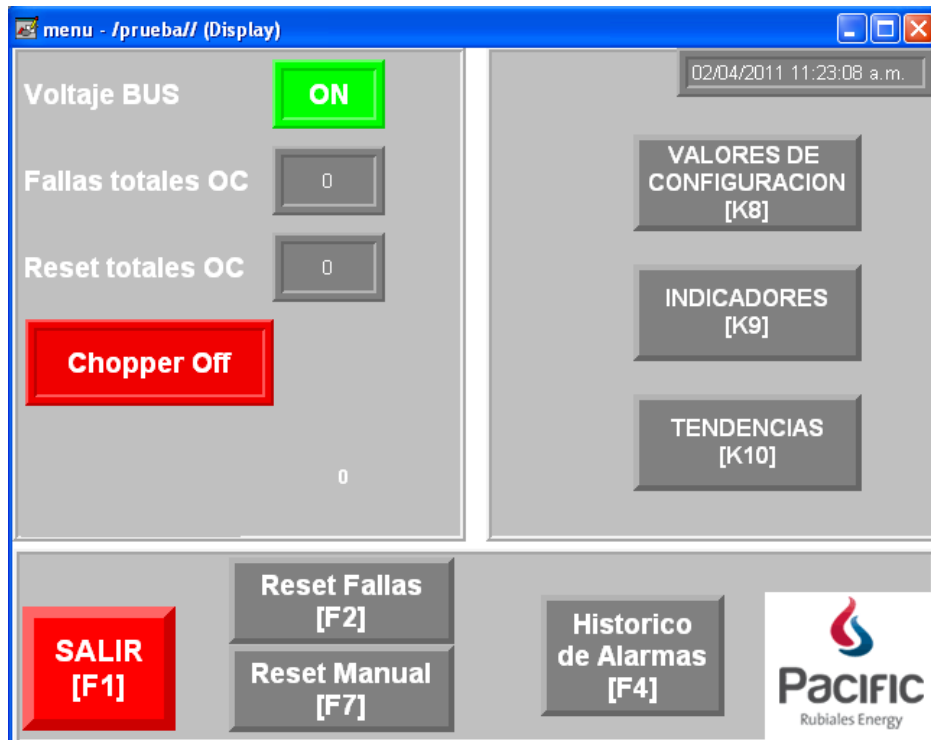 menu - /prueba// (Display)
Voltaje BUS
ON
Fallas totales OC
0
Reset totales OC
0
Chopper Off
0
02/04/2011 11:23:08 a.m.
VALORES DE
CONFIGURACION
[K8]
INDICADORES
[K9]
TENDENCIAS
[K10]
SALIR
[F1]
Reset Fallas
[F2]
Reset Manual
[F7]
Historico
de Alarmas
[F4]
Pacific
Rubiales Energy